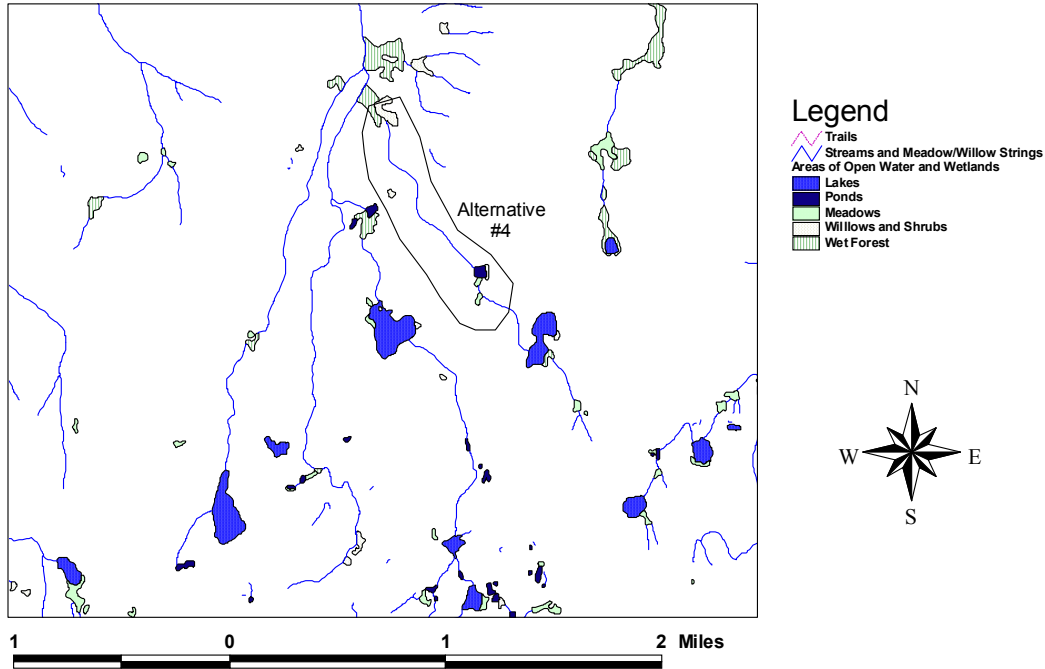 Alternative
#4
Legend
Trails
Streams and Meadow/Willow Strings
Areas of Open Water and Wetlands
Lakes
Ponds
Meadows
Willlows and Shrubs
Wet Forest
N
W E
S
1 0 1 2 Miles